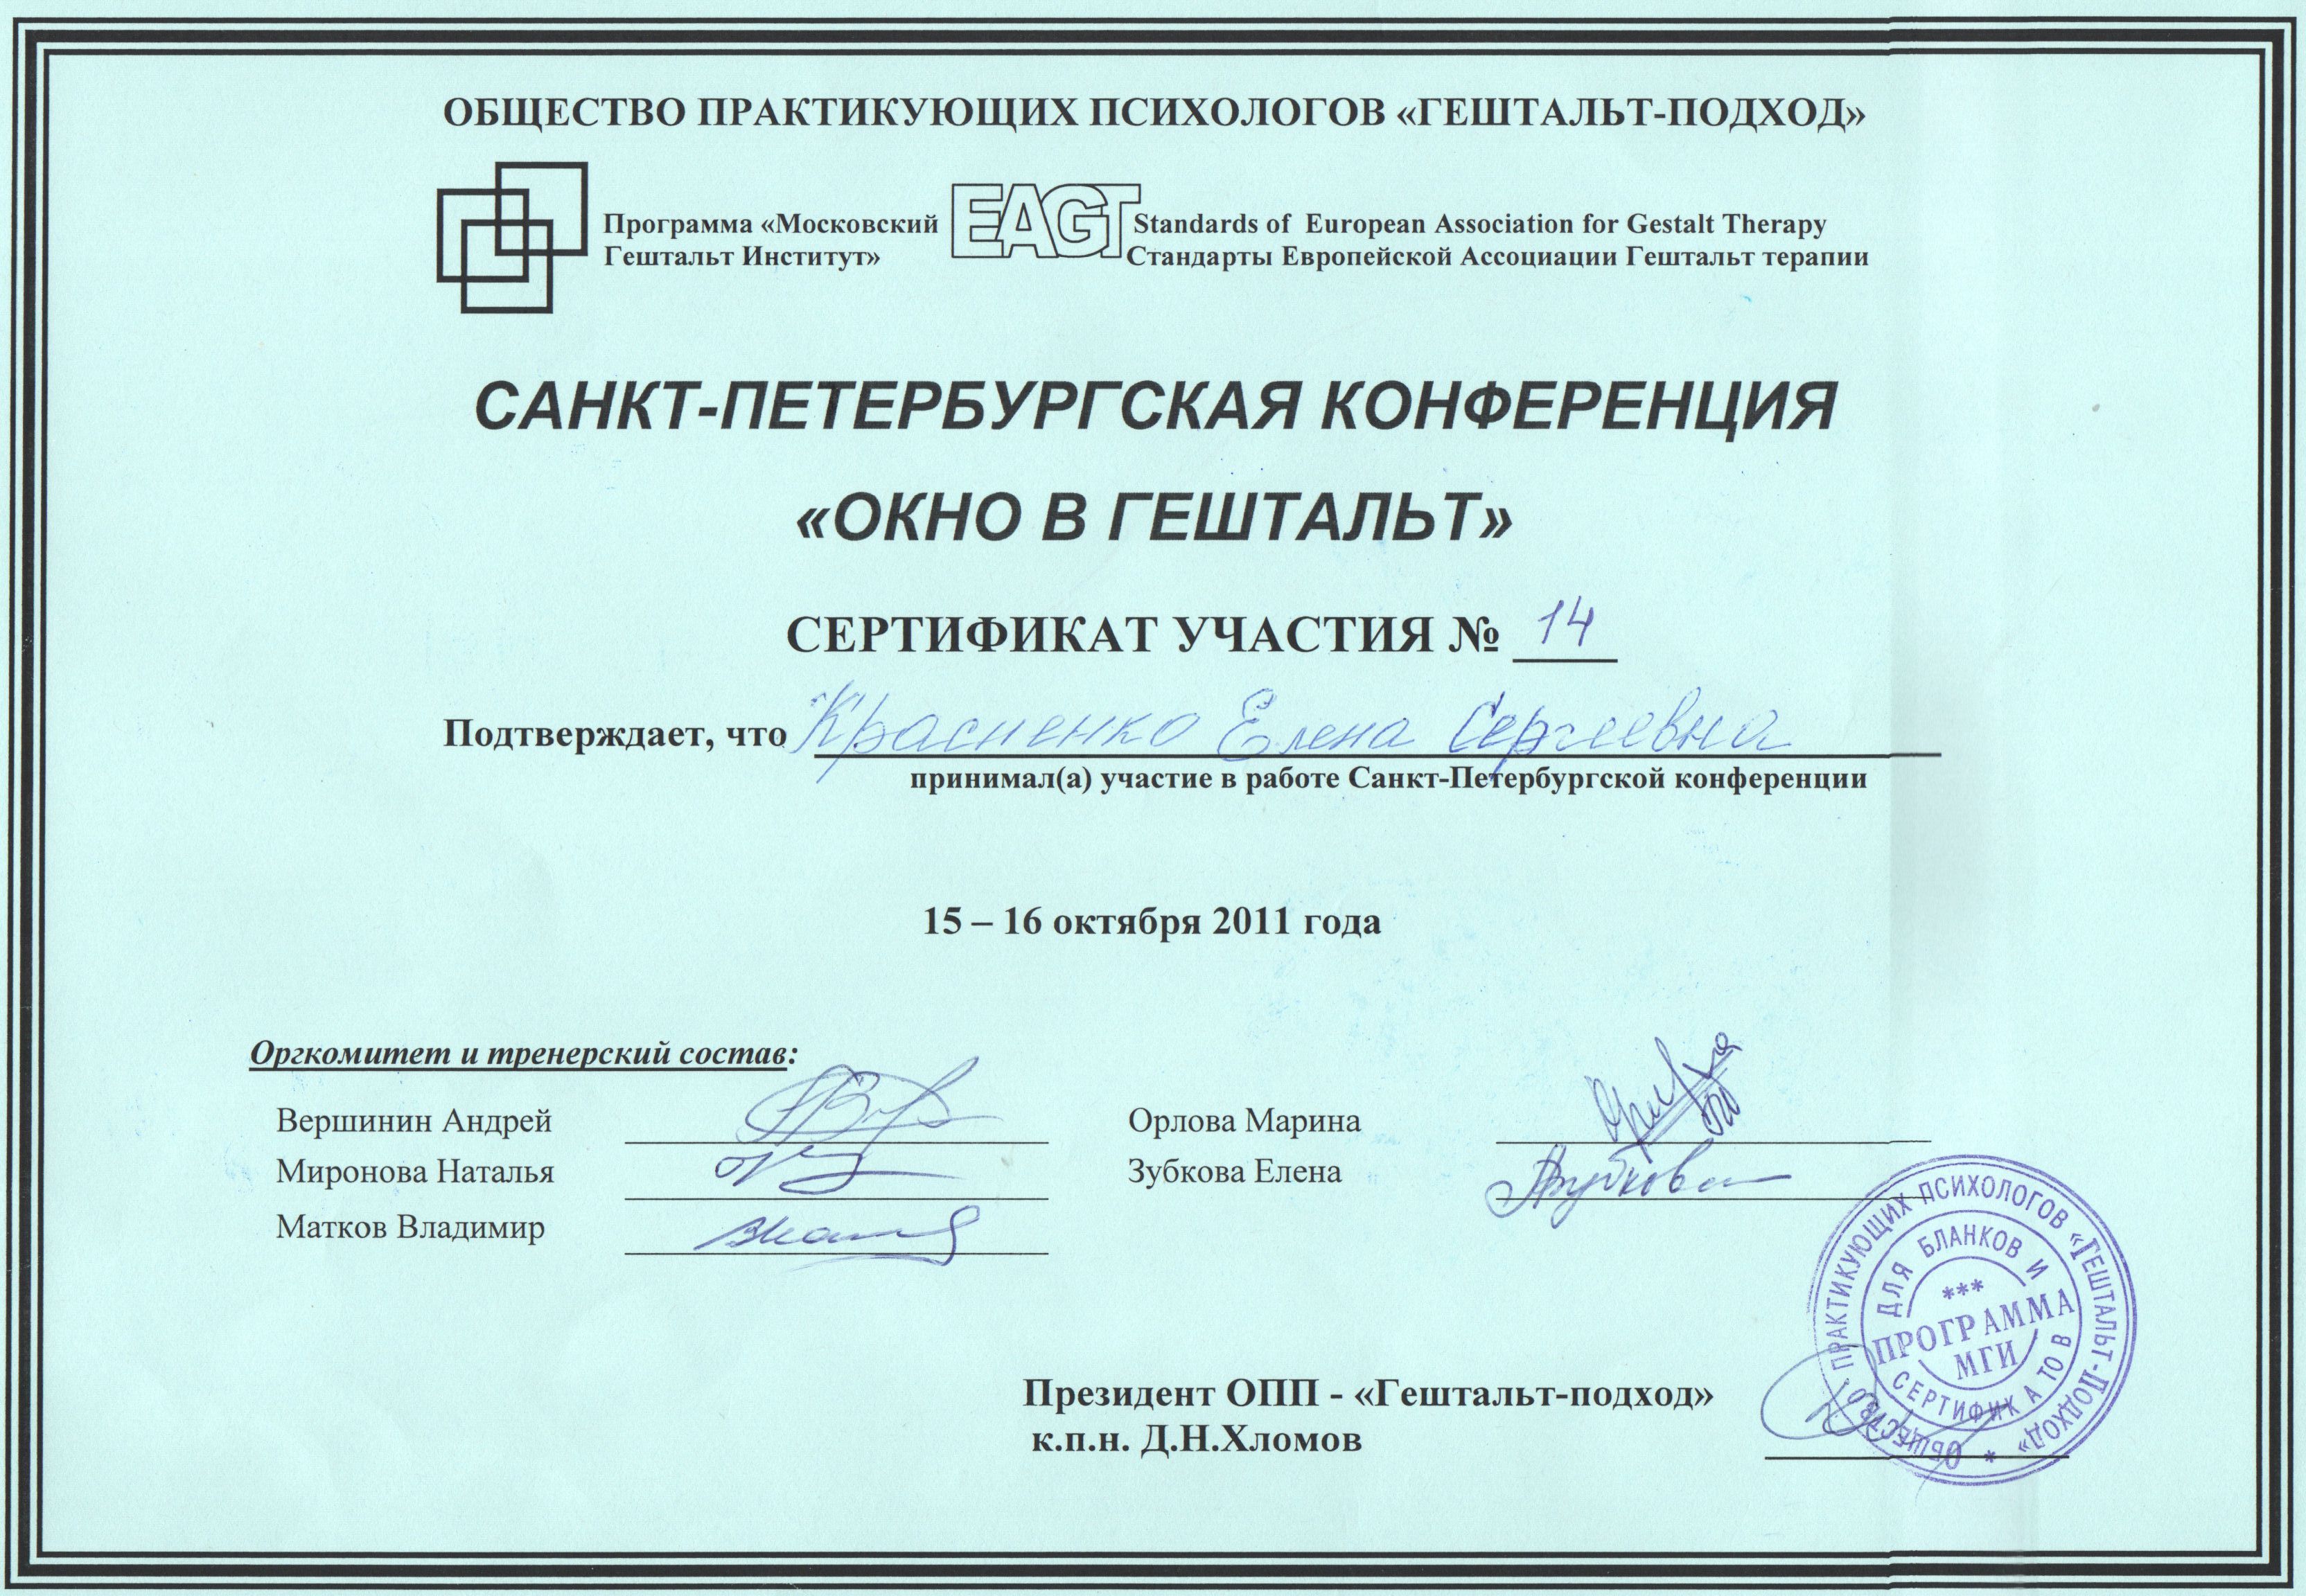 ОБЩЕСТВО ПРАКТИКУЮЩИХ ПСИХОЛОГОВ «ГЕШТАЛЬТ-ПОДХОД»
Программа «Московский
Гештальт Институт»
EAGT
Standards of European Association for Gestalt Therapy
Стандарты Европейской Ассоциации Гештальт терапии
САНКТ-ПЕТЕРБУРГСКАЯ КОНФЕРЕНЦИЯ
«ОКНО В ГЕШТАЛЬТ»
СЕРТИФИКАТ УЧАСТИЯ № 14
Подтверждает, что Красненко Елена Сергеевна
принимал(а) участие в работе Санкт-Петербургской конференции
15 – 16 октября 2011 года
Оргкомитет и тренерский состав:
Вершинин Андрей
Орлова Марина
Миронова Наталья
Зубкова Елена
Матков Владимир
Президент ОПП - «Гештальт-подход»
к.п.н. Д.Н.Хломов
ОБЩЕСТВО ПРАКТИКУЮЩИХ ПСИХОЛОГОВ «ГЕШТАЛЬТ-ПОДХОД» *
ДЛЯ БЛАНКОВ И СЕРТИФИКАТОВ
***
ПРОГРАММА
МГИ